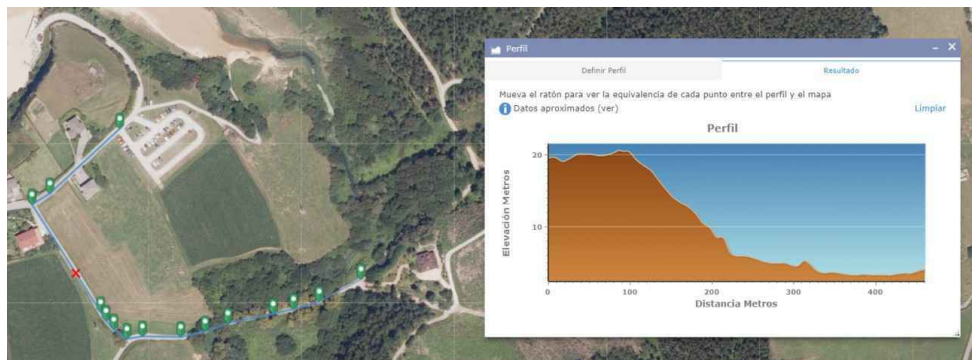 Perfil
Definir Perfil
Resultado
Mueva el ratón para ver la equivalencia de cada punto entre el perfil y el mapa
Datos aproximados (ver)
Limpiar
Perfil
Elevación Metros
20
10
0
100
200
300
400
Distancia Metros